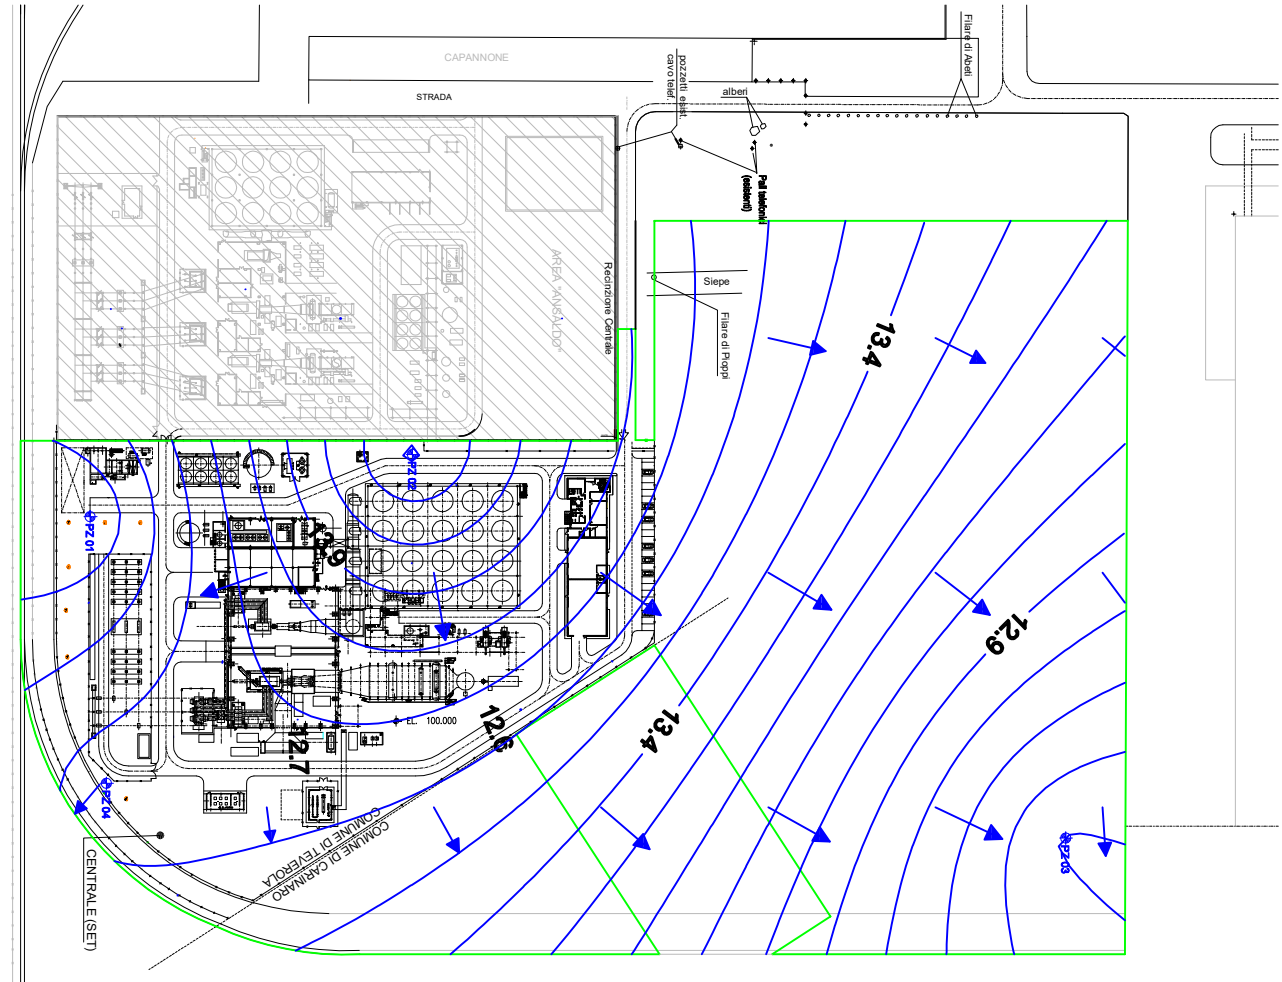 CAPANNONE
STRADA
Filare di Abeti
pozzetti esist.
cavo telef.
alberi
Pali telefonici
(esistenti)
AREA "ANSALDO"
Recinzione Centrale
Siepe
Filare di Pioppi
13.4
PZ 02
PZ 01
12.9
13.4
12.6
EL. 100.000
12.7
PZ 04
PZ 03
COMUNE DI TEVEROLA
COMUNE DI CARINARO
CENTRALE (SET)